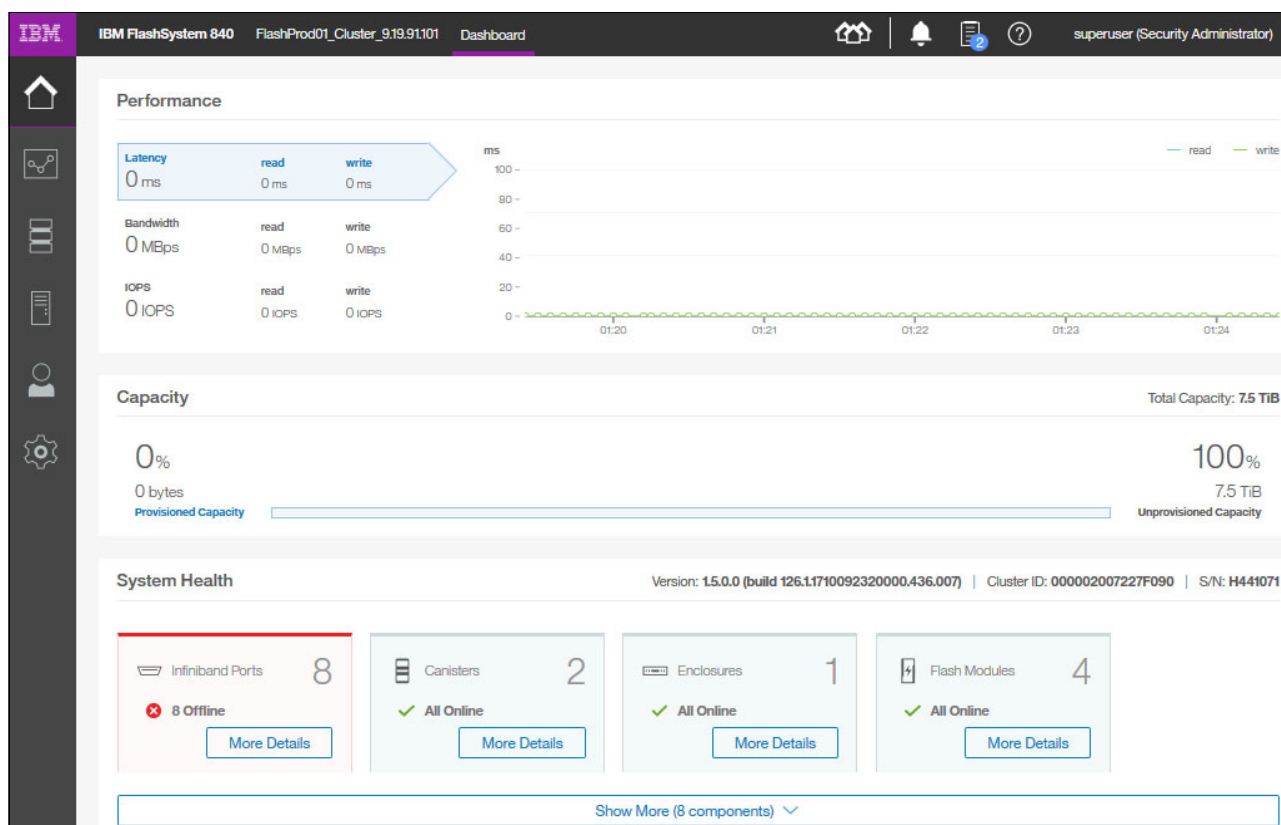 IBM IBM FlashSystem 840 FlashProd01_Cluster_9.19.91.101 Dashboard 2 ? superuser (Security Administrator)
Performance
Latency read write
0 ms 0 ms 0 ms
Bandwidth read write
0 MBps 0 MBps 0 MBps
IOPS read write
0 IOPS 0 IOPS 0 IOPS
ms read write
100
80
60
40
20
0
01:20 01:21 01:22 01:23 01:24
Capacity Total Capacity: 7.5 TiB
0% 100%
0 bytes 7.5 TiB
Provisioned Capacity Unprovisioned Capacity
System Health Version: 1.5.0.0 (build 126.1.1710092320000.436.007) | Cluster ID: 000002007227F090 | S/N: H441071
Infiniband Ports 8 Canisters 2 Enclosures 1 Flash Modules 4
8 Offline All Online All Online All Online
More Details More Details More Details More Details
Show More (8 components)